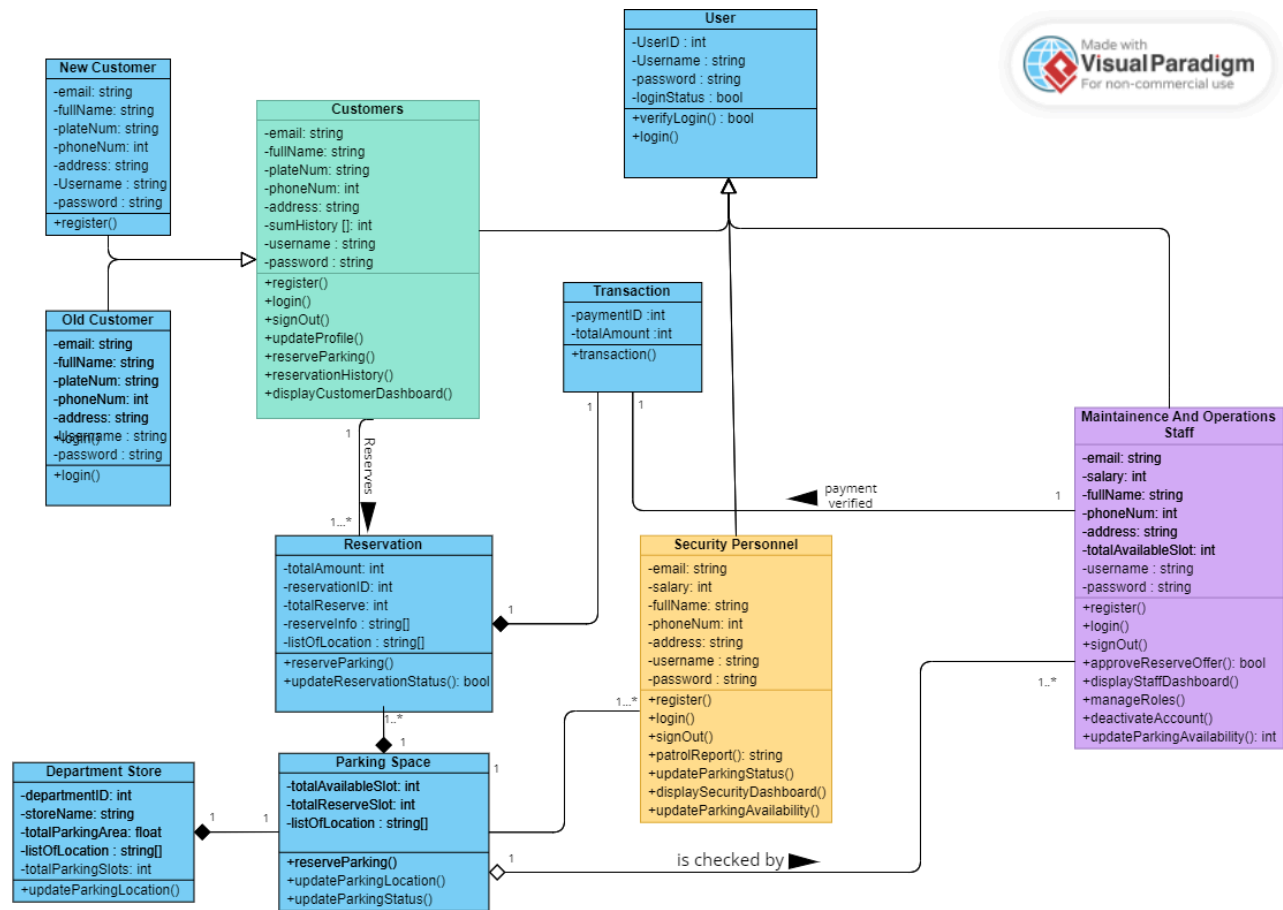 User
-UserID : int
-Username : string
-password : string
-loginStatus : bool
+verifyLogin() : bool
+login()
Made with
Visual Paradigm
For non-commercial use
New Customer
-email: string
-fullName: string
-plateNum: string
-phoneNum: int
-address: string
-Username : string
-password : string
+register()
Customers
-email: string
-fullName: string
-plateNum: string
-phoneNum: int
-address: string
-sumHistory []: int
-username : string
-password : string
+register()
+login()
+signOut()
+updateProfile()
+reserveParking()
+reservationHistory()
+displayCustomerDashboard()
Old Customer
-email: string
-fullName: string
-plateNum: string
-phoneNum: int
-address: string
+login()
-Username : string
-password : string
+login()
Transaction
-paymentID :int
-totalAmount :int
+transaction()
1
1
1
Reserves
1...*
payment
verified
1
Maintainence And Operations
Staff
-email: string
-salary: int
-fullName: string
-phoneNum: int
-address: string
-totalAvailableSlot: int
-username : string
-password : string
+register()
+login()
+signOut()
+approveReserveOffer(): bool
+displayStaffDashboard()
+manageRoles()
+deactivateAccount()
+updateParkingAvailability(): int
Reservation
-totalAmount: int
-reservationID: int
-totalReserve: int
-reserveInfo : string[]
-listOfLocation : string[]
+reserveParking()
+updateReservationStatus(): bool
1
Security Personnel
-email: string
-salary: int
-fullName: string
-phoneNum: int
-address: string
-username : string
-password : string
+register()
+login()
+signOut()
+patrolReport(): string
+updateParkingStatus()
+displaySecurityDashboard()
+updateParkingAvailability()
1...*
1..*
1..*
1
1
Parking Space
-totalAvailableSlot: int
-totalReserveSlot: int
-listOfLocation : string[]
+reserveParking()
+updateParkingLocation()
+updateParkingStatus()
Department Store
-departmentID: int
-storeName: string
-totalParkingArea: float
-listOfLocation : string[]
-totalParkingSlots: int
+updateParkingLocation()
1
1
1
is checked by